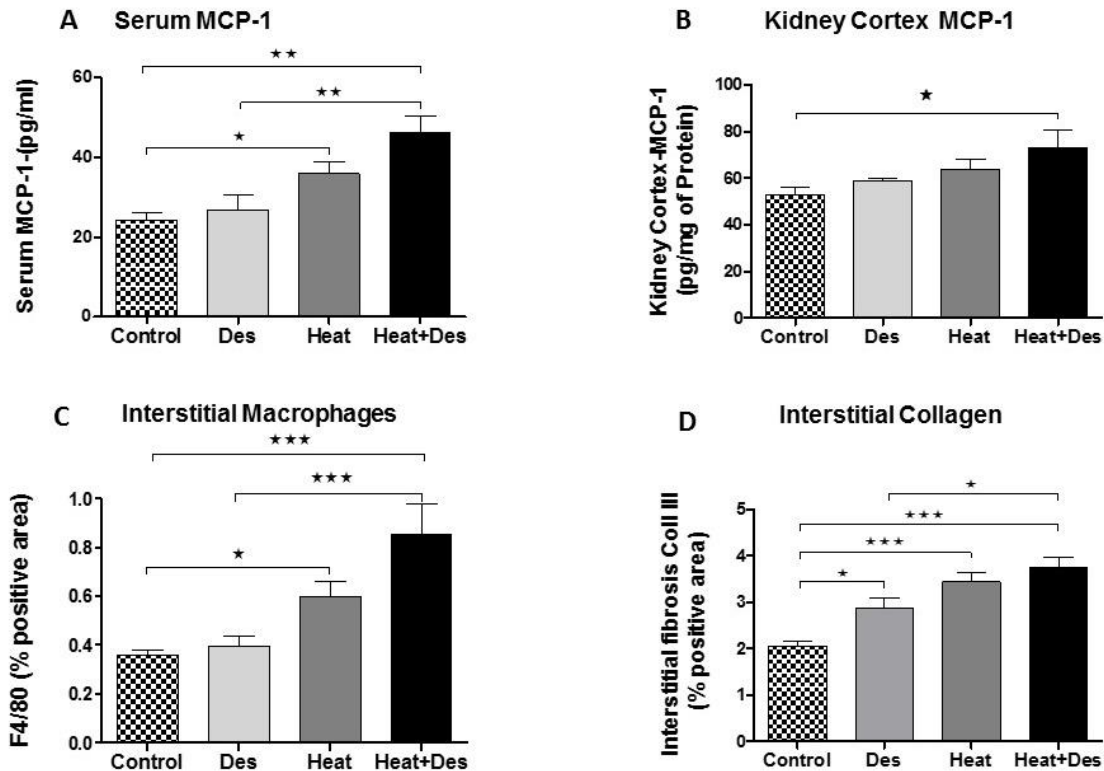 A Serum MCP-1
★★
★★
★
Serum MCP-1-(pg/ml)
60
40
20
0
Control Des Heat Heat+Des
B Kidney Cortex MCP-1
★
Kidney Cortex-MCP-1
(pg/mg of Protein)
100
80
60
40
20
0
Control Des Heat Heat+Des
C Interstitial Macrophages
★★★
★★★
★
F4/80 (% positive area)
1.0
0.8
0.6
0.4
0.2
0.0
Control Des Heat Heat+Des
D Interstitial Collagen
★
★★★
★★★
★
Interstitial fibrosis Coll III
(% positive area)
5
4
3
2
1
0
Control Des Heat Heat+Des